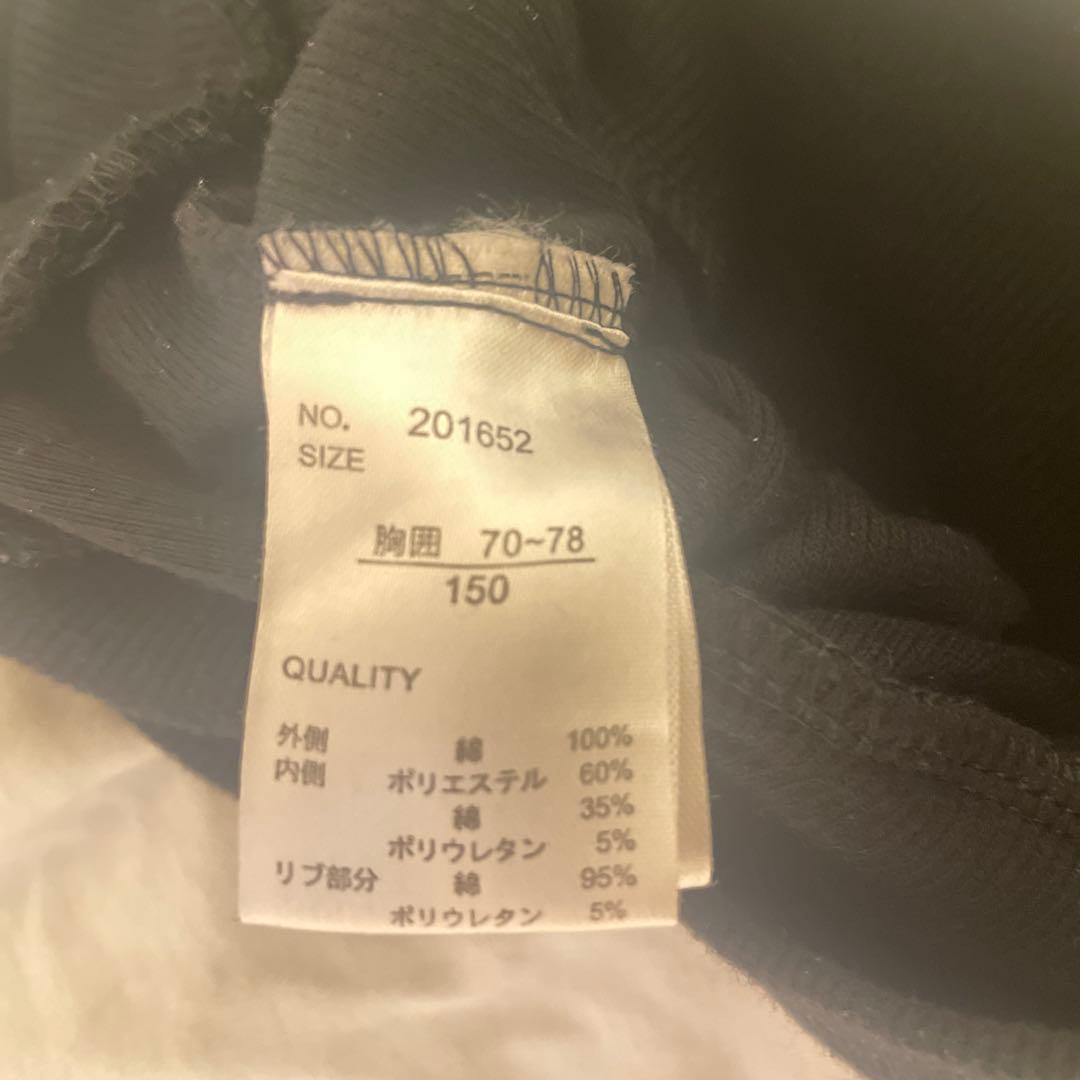 NO. 201652
SIZE
胸囲 70~78
150
QUALITY
外側 綿 100%
内側 ポリエステル 60%
綿 35%
ポリウレタン 5%
リブ部分 綿 95%
ポリウレタン 5%